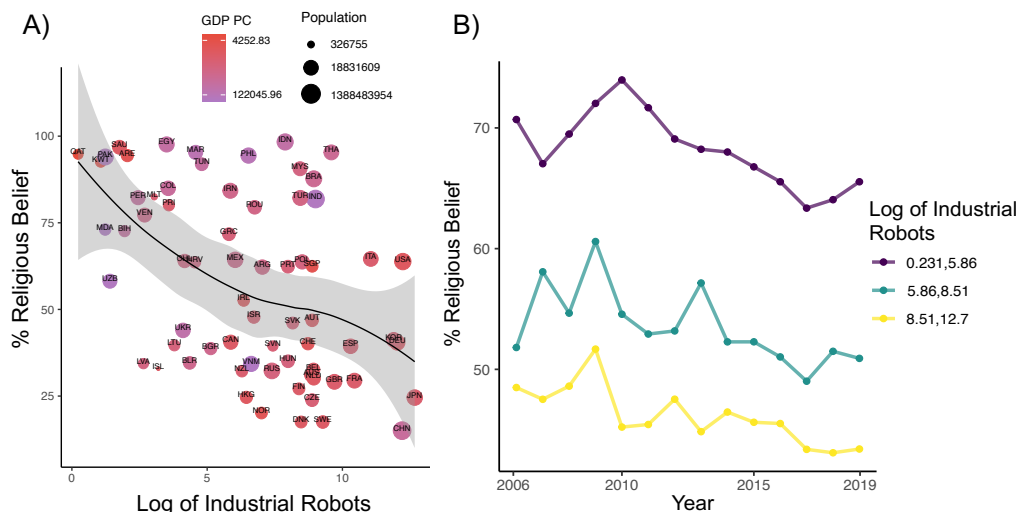 A)
GDP PC
4252.83
122045.96
Population
326755
18831609
1388483954
% Religious Belief
100
75
50
25
QAT
KWT
PAK
SAU
ARE
EGY
MAR
TUN
PHL
IDN
THA
MYS
BRA
TUR
IND
PER
MLT
COL
PRI
VEN
IRN
ROU
MDA
BIH
GRC
UZB
HRV
MEX
ARG
PRT
POL
SGP
ITA
USA
IRL
ISR
SVK
AUT
UKR
LTU
BGR
CAN
SVN
CHE
ESP
KOR
DEU
LVA
ISL
BLR
NZL
VNM
RUS
HUN
BEL
AUS
NLD
GBR
FRA
FIN
CZE
HKG
NOR
DNK
SWE
JPN
CHN
0 5 10
Log of Industrial Robots
B)
% Religious Belief
70
60
50
2006 2010 2015 2019
Year
Log of Industrial
Robots
0.231,5.86
5.86,8.51
8.51,12.7